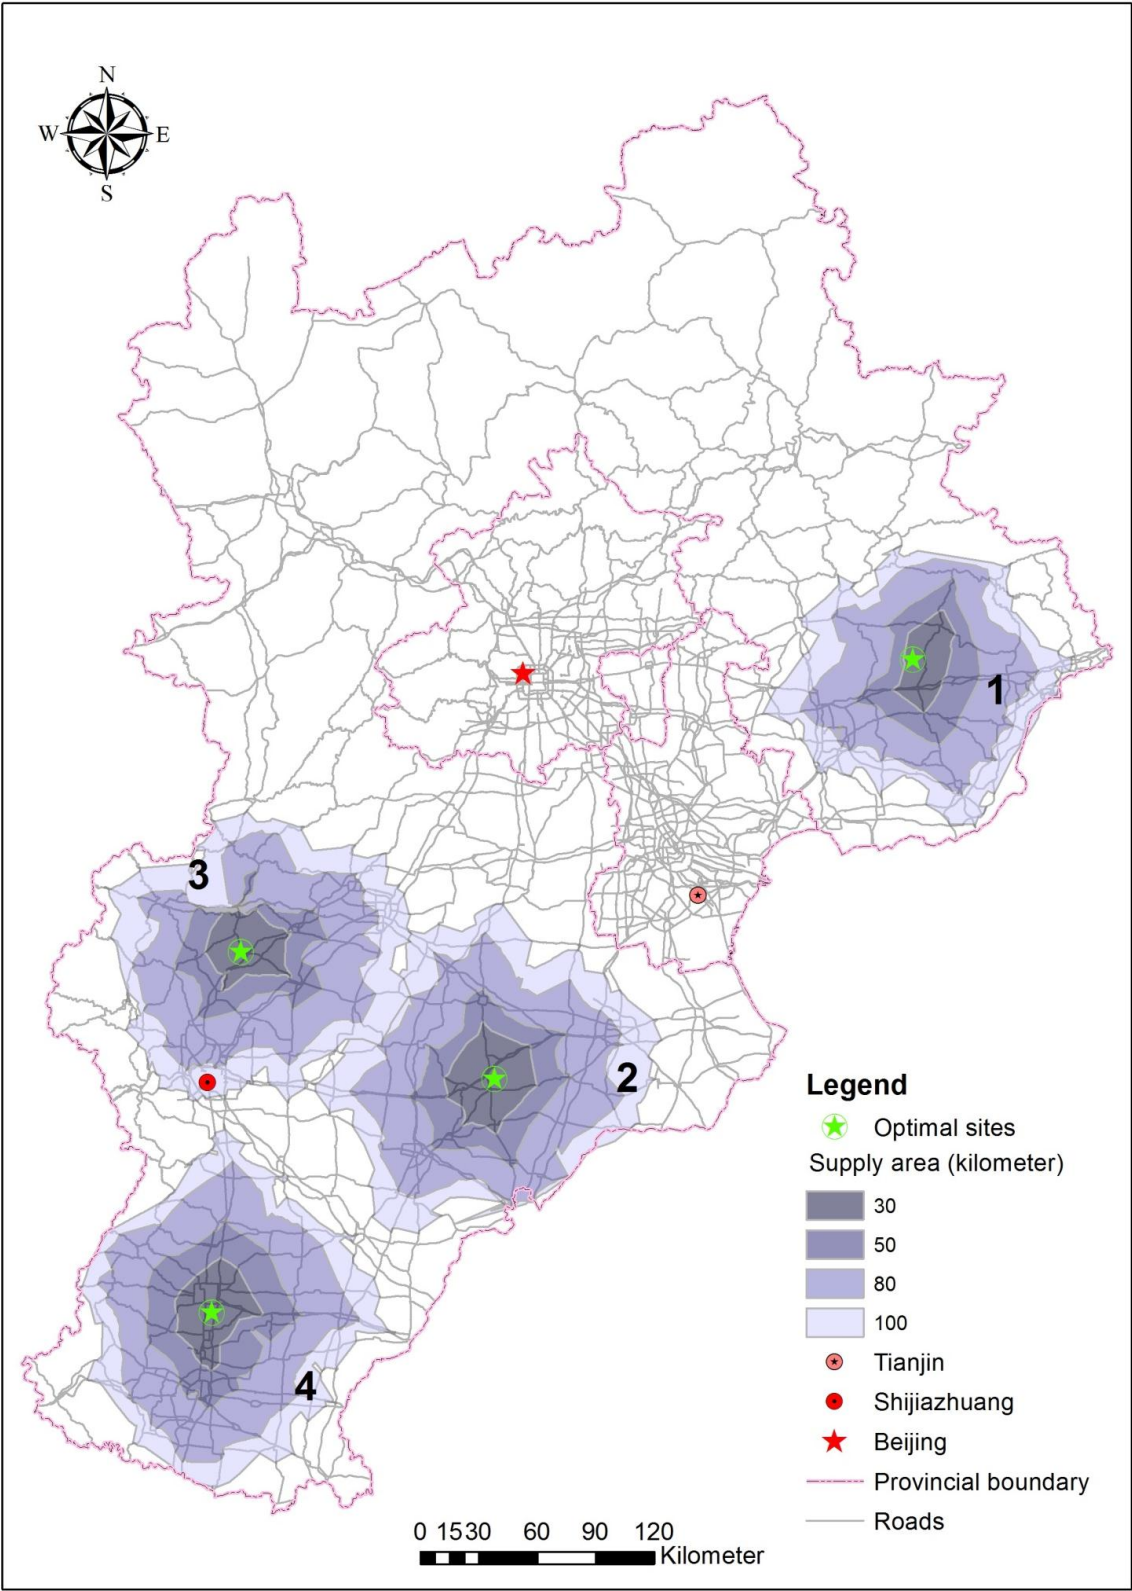 N
W E
S
1
3
2
4
Legend
Optimal sites
Supply area (kilometer)
30
50
80
100
Tianjin
Shijiazhuang
Beijing
Provincial boundary
Roads
0 15 30 60 90 120
Kilometer